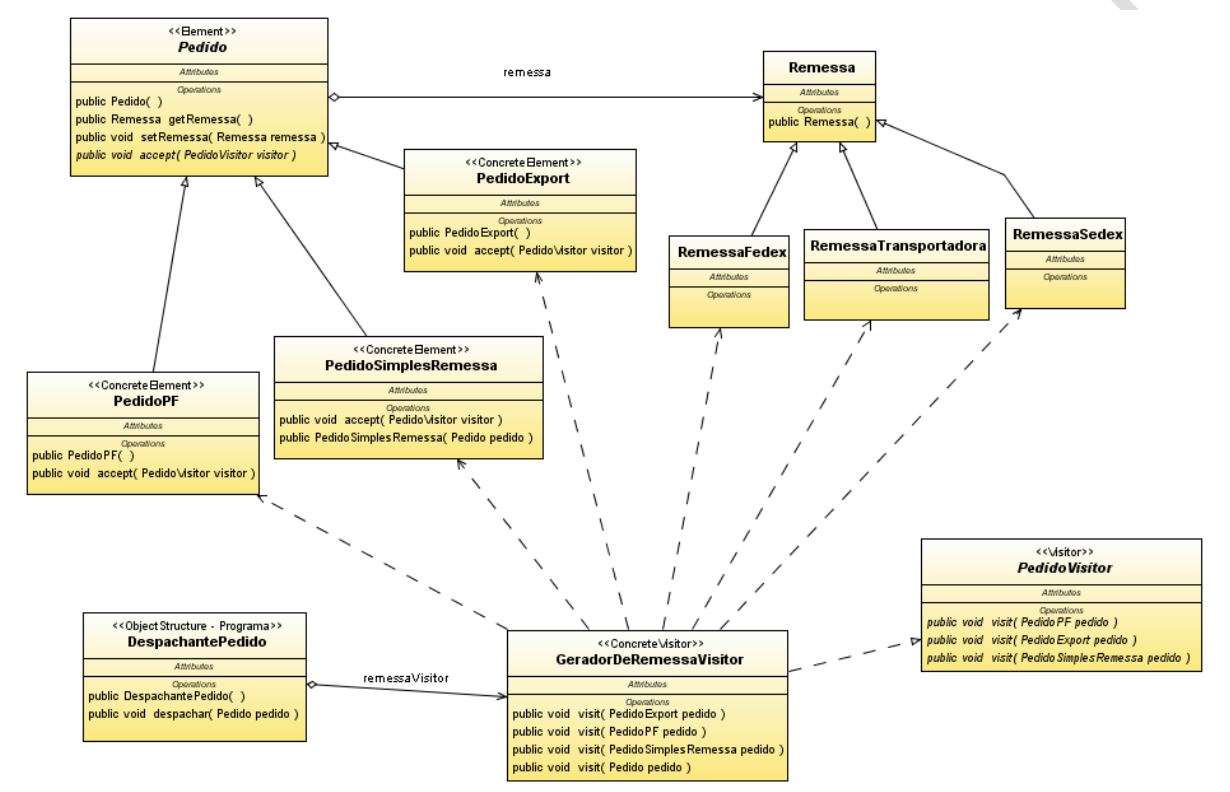 <<Element>>
Pedido
Attributes
Operations
public Pedido( )
public Remessa getRemessa( )
public void setRemessa( Remessa remessa )
public void accept( PedidoVisitor visitor )
remessa
Remessa
Attributes
Operations
public Remessa( )
<<ConcreteElement>>
PedidoExport
Attributes
Operations
public PedidoExport( )
public void accept( PedidoVisitor visitor )
RemessaFedex
Attributes
Operations
RemessaTransportadora
Attributes
Operations
RemessaSedex
Attributes
Operations
<<ConcreteElement>>
PedidoSimplesRemessa
Attributes
Operations
public void accept( PedidoVisitor visitor )
public PedidoSimplesRemessa( Pedido pedido )
<<ConcreteElement>>
PedidoPF
Attributes
Operations
public PedidoPF( )
public void accept( PedidoVisitor visitor )
<<Visitor>>
PedidoVisitor
Attributes
Operations
public void visit( PedidoPF pedido )
public void visit( PedidoExport pedido )
public void visit( PedidoSimplesRemessa pedido )
<<ObjectStructure - Programa>>
DespachantePedido
Attributes
Operations
public DespachantePedido( )
public void despachar( Pedido pedido )
remessaVisitor
<<ConcreteVisitor>>
GeradorDeRemessaVisitor
Attributes
Operations
public void visit( PedidoExport pedido )
public void visit( PedidoPF pedido )
public void visit( PedidoSimplesRemessa pedido )
public void visit( Pedido pedido )